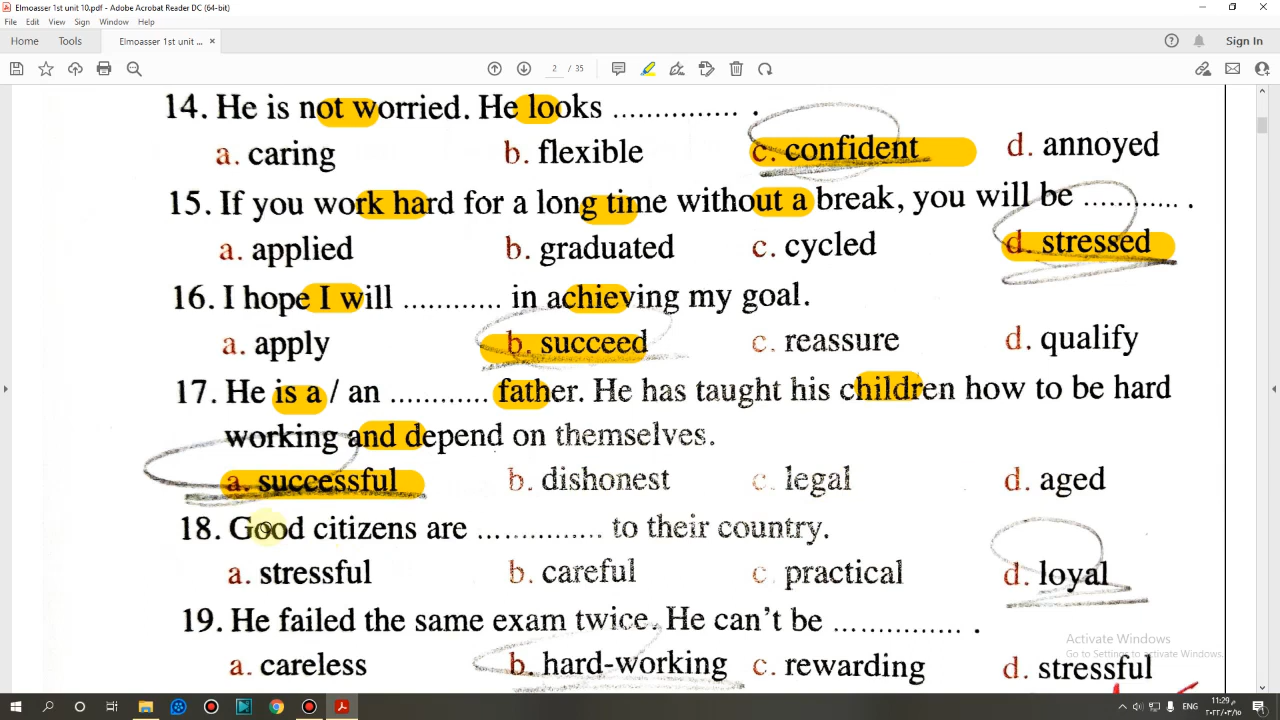 Elmoasser 1st unit 10.pdf - Adobe Acrobat Reader DC (64-bit)
File Edit View Sign Window Help
Home Tools Elmoasser 1st unit ... × Sign In
2 / 35
14. He is not worried. He looks ................ .
a. caring b. flexible c. confident d. annoyed
15. If you work hard for a long time without a break, you will be ............. .
a. applied b. graduated c. cycled d. stressed
16. I hope I will ............ in achieving my goal.
a. apply b. succeed c. reassure d. qualify
17. He is a / an ............ father. He has taught his children how to be hard
working and depend on themselves.
a. successful b. dishonest c. legal d. aged
18. Good citizens are ............... to their country.
a. stressful b. careful c. practical d. loyal
19. He failed the same exam twice. He can't be ............... .
a. careless b. hard-working c. rewarding d. stressful
Activate Windows
Go to Settings to activate Windows.
ENG